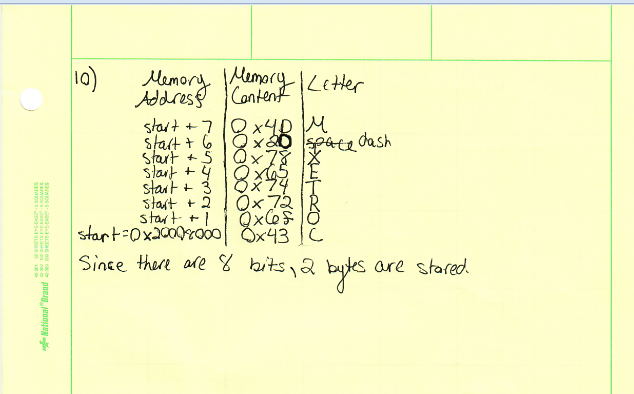 10) Memory Address | Memory Content | Letter
start + 7 | 0x4D | M
start + 6 | 0x2D | space dash
start + 5 | 0x78 | X
start + 4 | 0x65 | E
start + 3 | 0x74 | T
start + 2 | 0x72 | R
start + 1 | 0x6F | O
start=0x20008000 | 0x43 | C
Since there are 8 bits, 2 bytes are stored.
National Brand